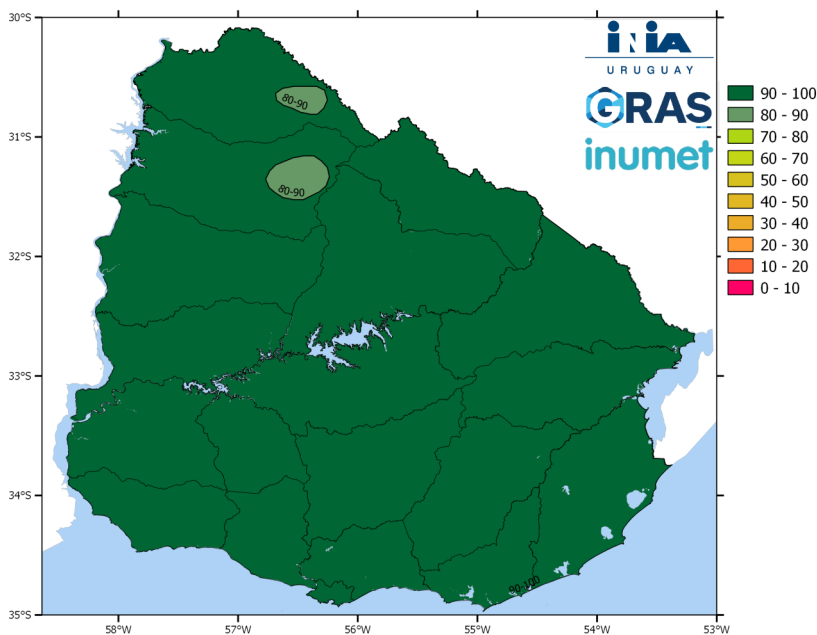 30°S
31°S
32°S
33°S
34°S
35°S
58°W
57°W
56°W
55°W
54°W
53°W
80-90
80-90
90-100
INIA
URUGUAY
GRAS
inumet
90 - 100
80 - 90
70 - 80
60 - 70
50 - 60
40 - 50
30 - 40
20 - 30
10 - 20
0 - 10